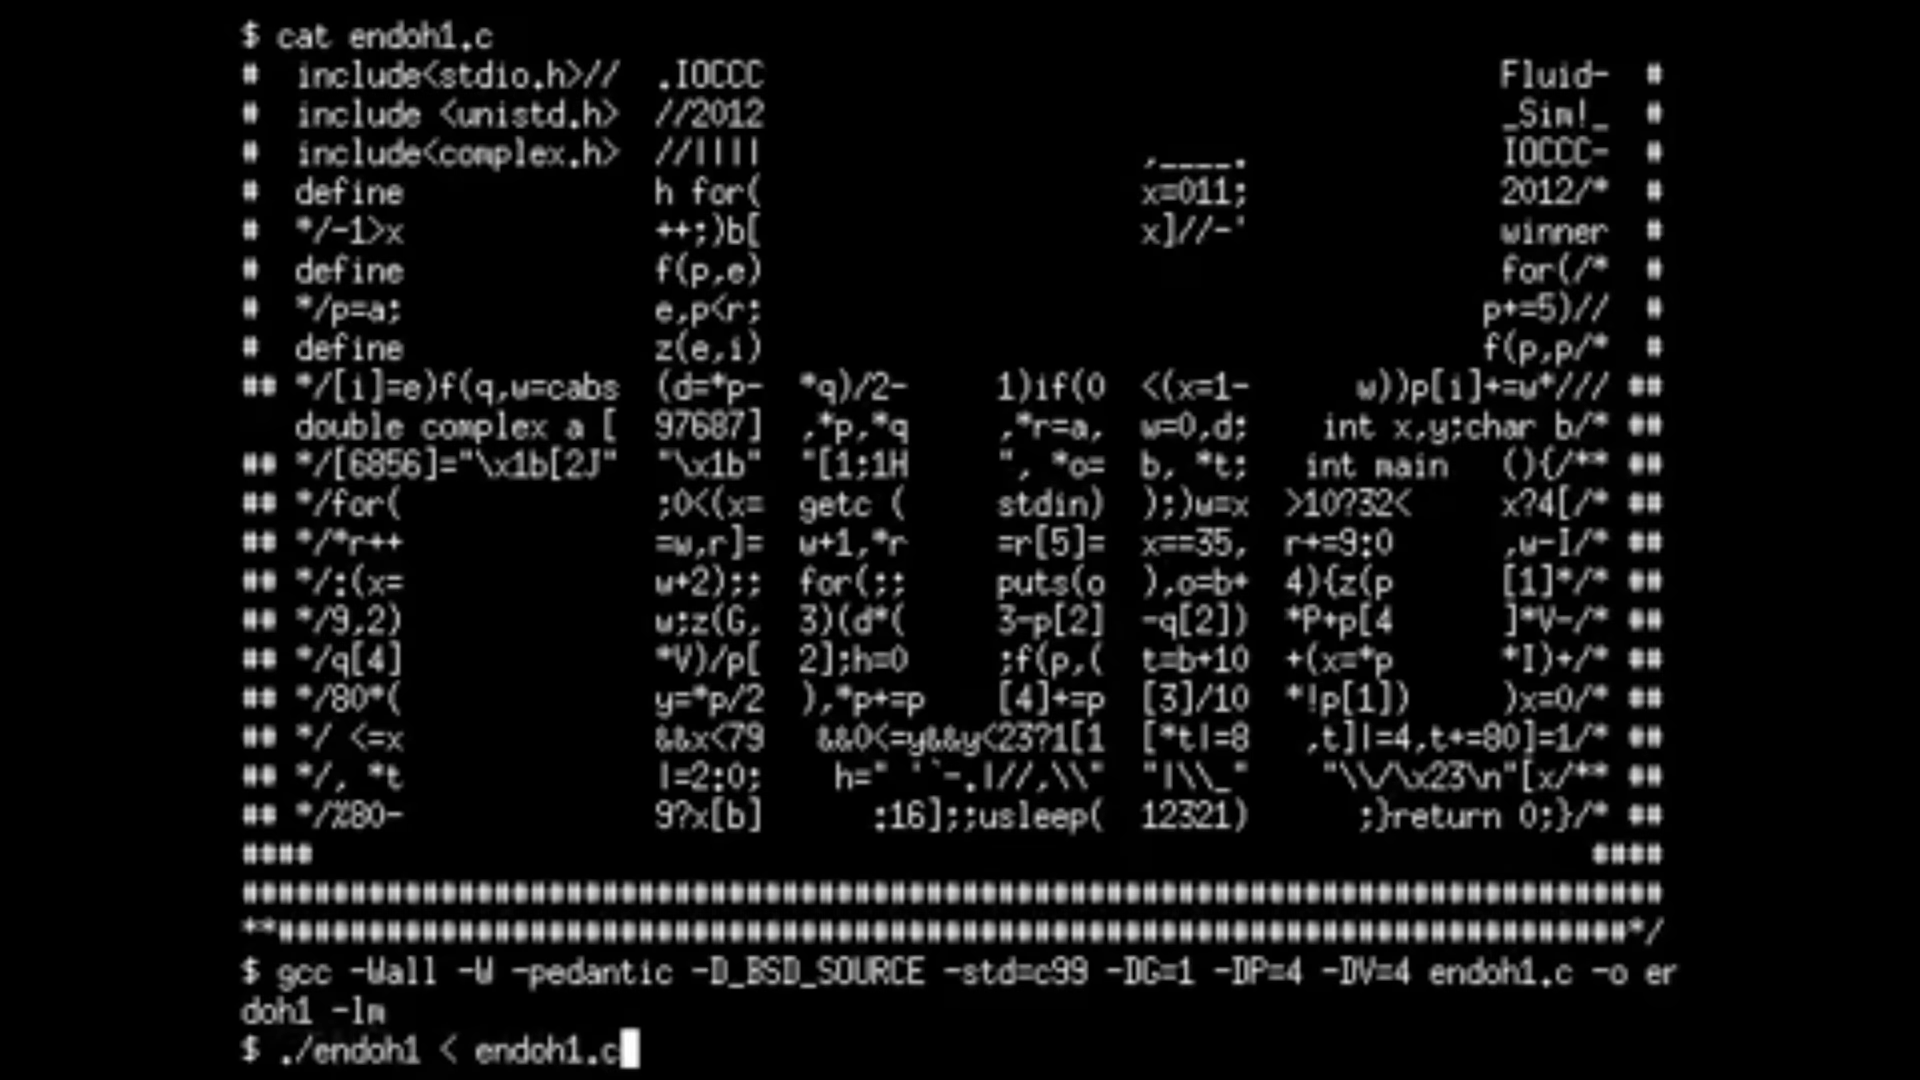 $ cat endoh1.c
#  include<stdio.h>//  .IOCCC                                         Fluid-  #
#  include <unistd.h>  //2012                                         _Sim!_  #
#  include<complex.h>  //||||                     ,____.              IOCCC-  #
#  define              h for(                     x=011;              2012/*  #
#  */-1>x              ++;)b[                     x]//-'              winner  #
#  define              f(p,e)                                         for(/*  #
#  */p=a;              e,p<r;                                        p+=5)//  #
#  define              z(e,i)                                        f(p,p/*  #
## */[i]=e)f(q,w=cabs  (d=*p-  *q)/2-     1)if(0  <(x=1-      w))p[i]+=w*/// ##
   double complex a [  97687]  ,*p,*q     ,*r=a,  w=0,d;    int x,y;char b/* ##
## */[6856]="\x1b[2J"  "\x1b"  "[1;1H     ", *o=  b, *t;   int main   (){/** ##
## */for(              ;0<(x=  getc (     stdin)  );)w=x  >10?32<     x?4[/* ##
## */*r++              =w,r]=  w+1,*r     =r[5]=  x==35,  r+=9:0      ,w-I/* ##
## */:(x=              w+2);;  for(;;     puts(o  ),o=b+  4){z(p      [1]*/* ##
## */9,2)              w;z(G,  3)(d*(     3-p[2]  -q[2])  *P+p[4      ]*V-/* ##
## */q[4]              *V)/p[  2];h=0     ;f(p,(  t=b+10  +(x=*p      *I)+/* ##
## */80*(              y=*p/2  ),*p+=p    [4]+=p  [3]/10  *!p[1])     )x=0/* ##
## */ <=x              &&x<79   &&0<=y&&y<23?1[1  [*t|=8   ,t]|=4,t+=80]=1/* ##
## */, *t              |=2:0;    h=" '`-.|//,\\"  "|\\_"    "\\/\x23\n"[x/** ##
## */%80-              9?x[b]      :16];;usleep(  12321)      ;}return 0;}/* ##
####                                                                       ####
###############################################################################
**###########################################################################*/
$ gcc -Wall -W -pedantic -D_BSD_SOURCE -std=c99 -DG=1 -DP=4 -DV=4 endoh1.c -o en
doh1 -lm
$ ./endoh1 < endoh1.c